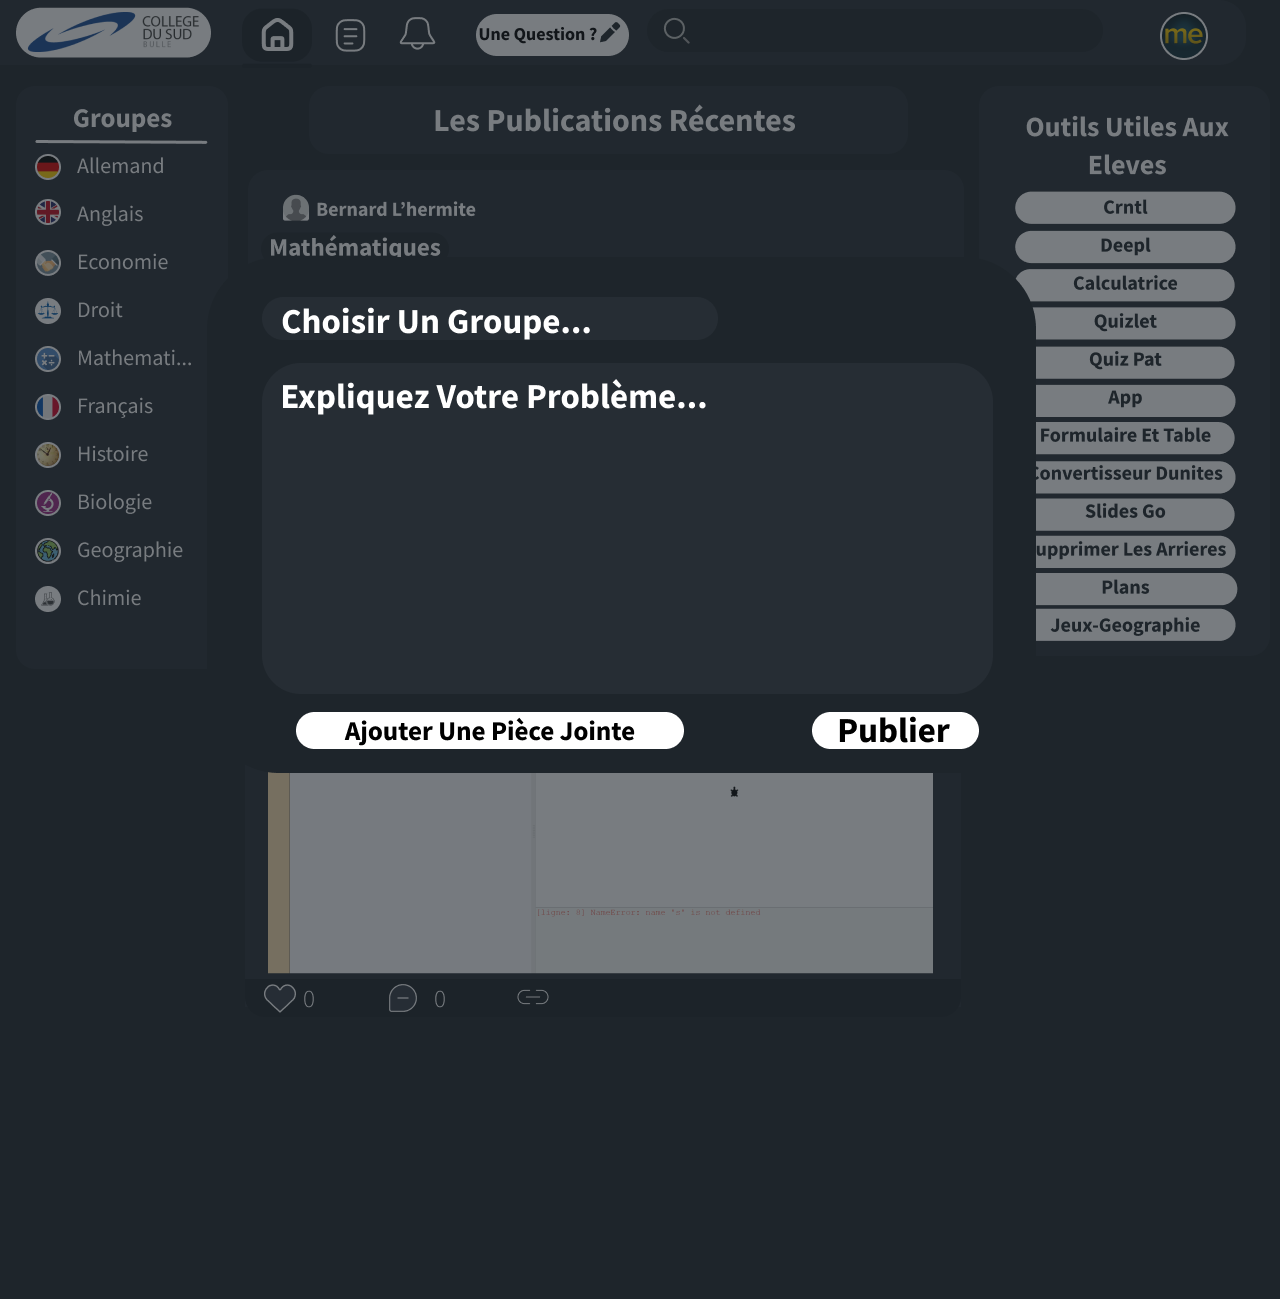 COLLEGE
DU SUD
BULLE
Une Question ?
me
Groupes
Allemand
Anglais
Economie
Droit
Mathemati...
Français
Histoire
Biologie
Geographie
Chimie
Les Publications Récentes
Bernard L'hermite
Mathématiques
Choisir Un Groupe...
Expliquez Votre Problème...
Ajouter Une Pièce Jointe
Publier
[ligne: 4] NameError: name 'e' is not defined
0
0
Outils Utiles Aux
Eleves
Crntl
Deepl
Calculatrice
Quizlet
Quiz Pat
App
Formulaire Et Table
Convertisseur Dunites
Slides Go
upprimer Les Arrieres
Plans
Jeux-Geographie